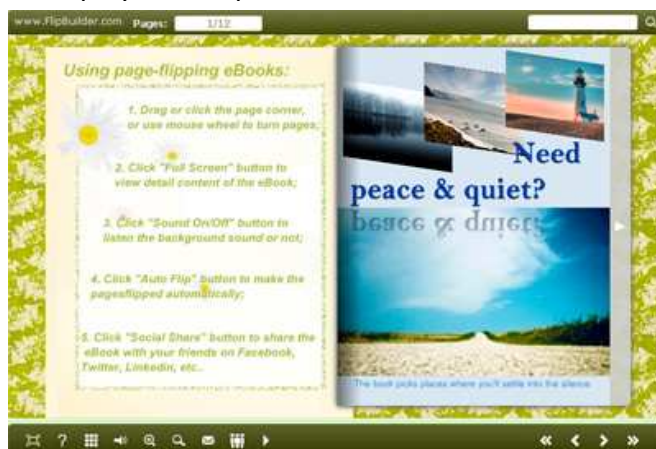 www.FlipBuilder.com Pages: 1/12
Using page-flipping eBooks:
1. Drag or click the page corner,
or use mouse wheel to turn pages;
2. Click "Full Screen" button to
view detail content of the eBook;
3. Click "Sound On/Off" button to
listen the background sound or not;
4. Click "Auto Flip" button to make the
pagesflipped automatically;
5. Click "Social Share" button to share the
eBook with your friends on Facebook,
Twitter, Linkedin, etc..
Need
peace & quiet?
The book picks places where you'll settle into the silence